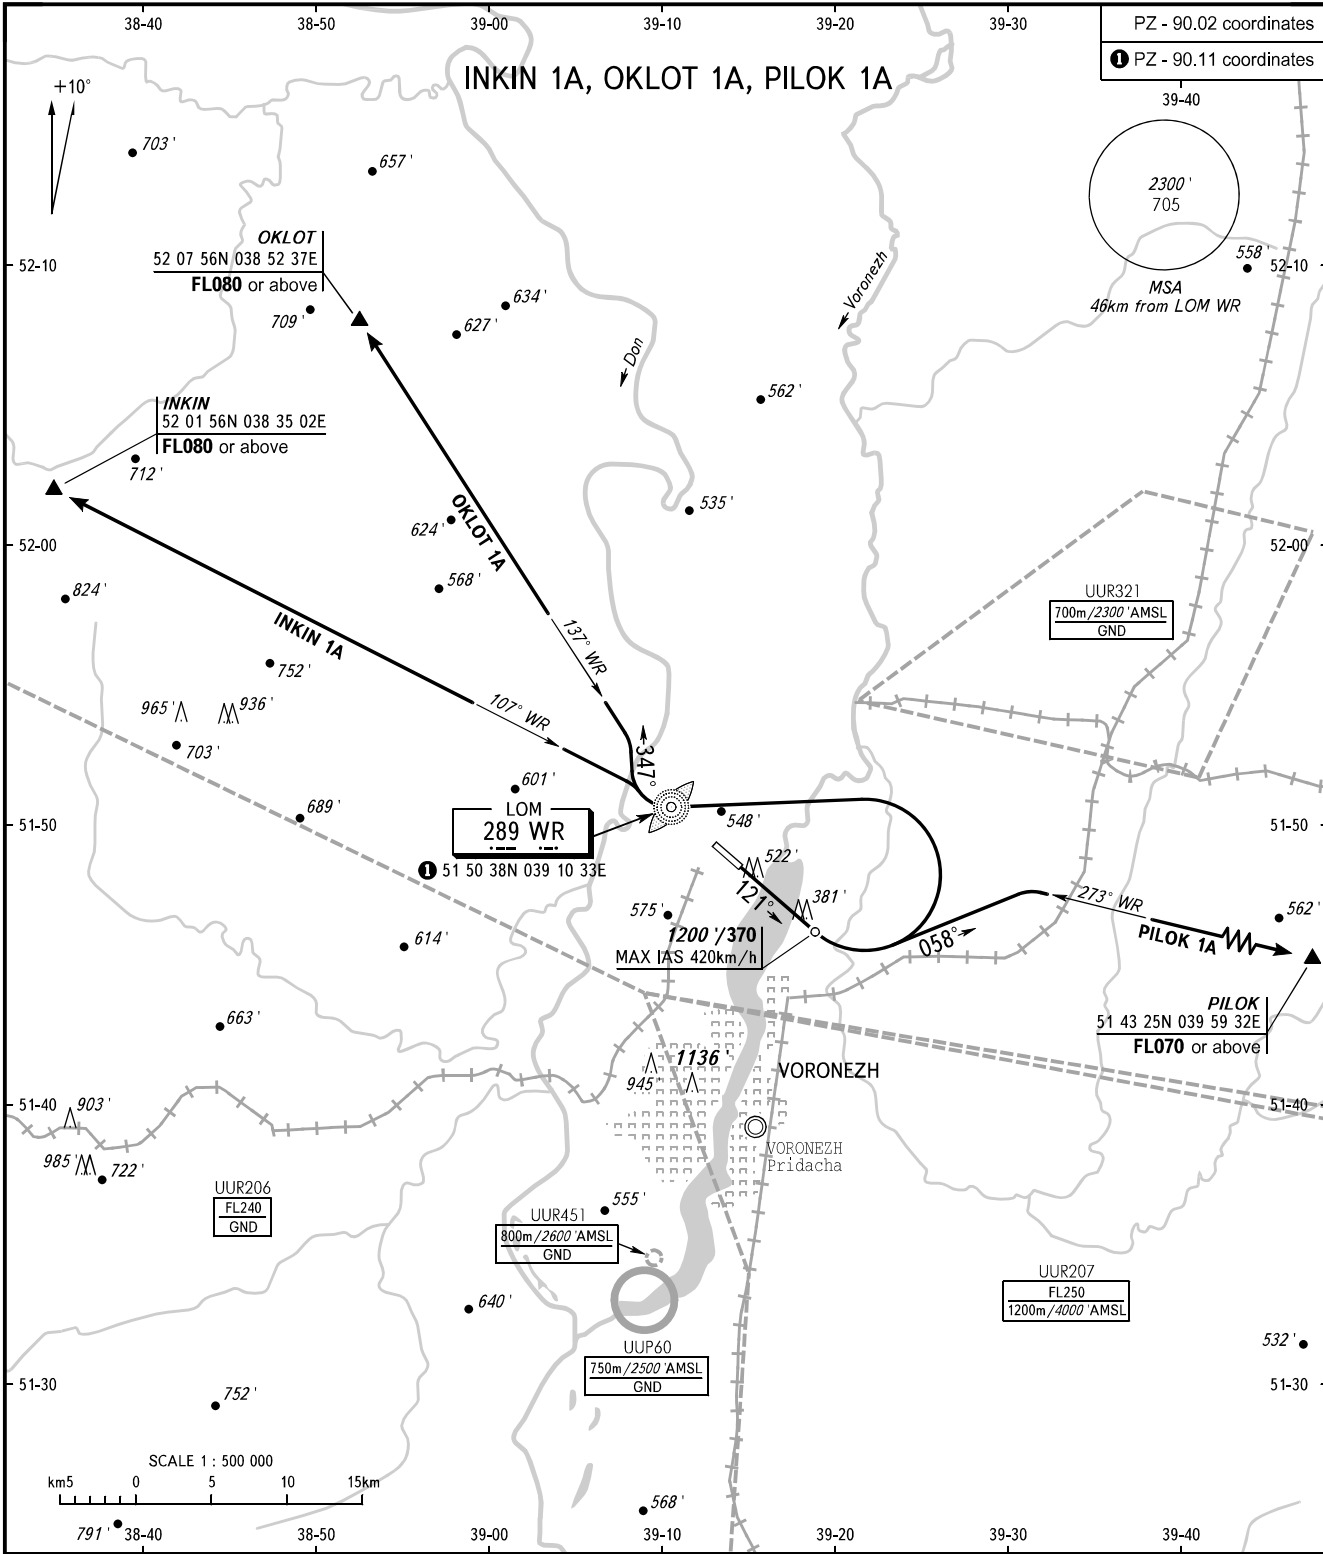 38-40
38-50
39-00
39-10
39-20
39-30
PZ - 90.02 coordinates
❶ PZ - 90.11 coordinates
INKIN 1A, OKLOT 1A, PILOK 1A
39-40
+10°
703'
657'
2300'
705
MSA
46km from LOM WR
558'
OKLOT
52 07 56N 038 52 37E
FL080 or above
52-10
52-10
Voronezh
709'
634'
627'
Don
562'
INKIN
52 01 56N 038 35 02E
FL080 or above
712'
535'
624'
OKLOT 1A
52-00
52-00
568'
824'
UUR321
700m/2300'AMSL
GND
INKIN 1A
137° WR
752'
965'
936'
107° WR
703'
347°
601'
689'
LOM
289 WR
❶ 51 50 38N 039 10 33E
548'
51-50
51-50
522'
121°
381'
575'
1200'/370
MAX IAS 420km/h
058°
273° WR
PILOK 1A
562'
614'
PILOK
51 43 25N 039 59 32E
FL070 or above
663'
945'
1136'
VORONEZH
51-40
51-40
903'
VORONEZH
Pridacha
985'
722'
UUR206
FL240
GND
555'
UUR451
800m/2600'AMSL
GND
UUR207
FL250
1200m/4000'AMSL
640'
UUP60
750m/2500'AMSL
GND
532'
51-30
51-30
752'
SCALE 1 : 500 000
km5 0 5 10 15km
568'
791'
38-40
38-50
39-00
39-10
39-20
39-30
39-40